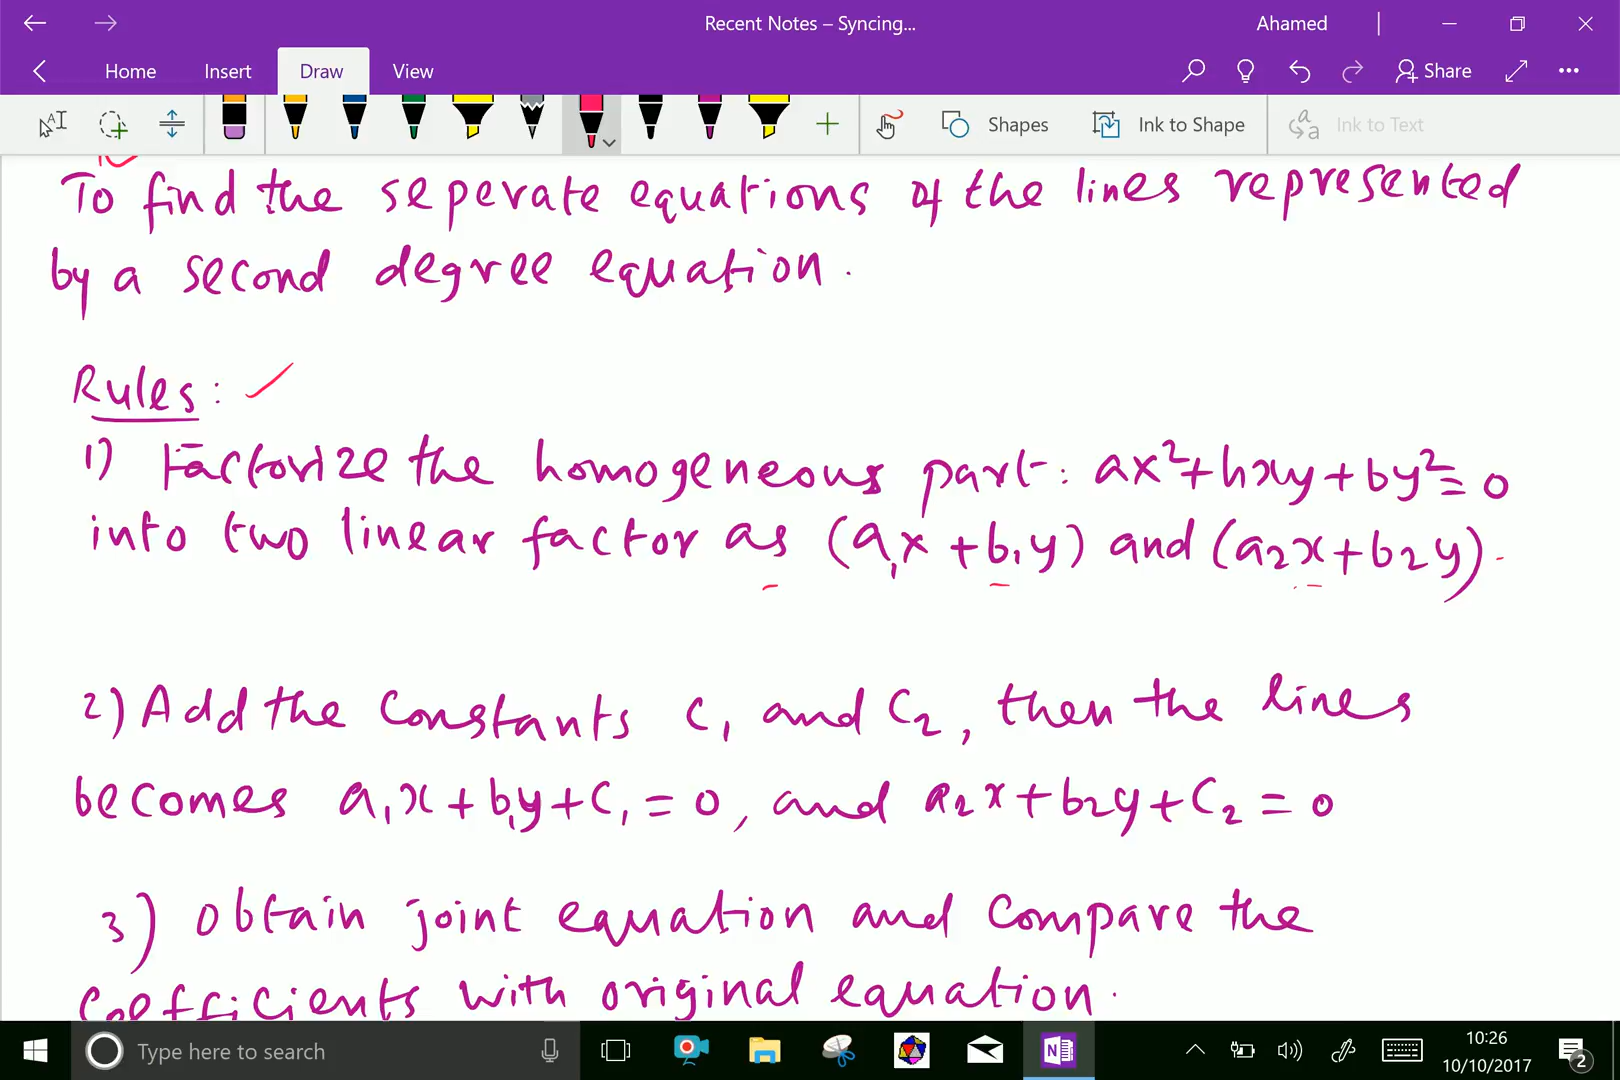 Recent Notes – Syncing...
Ahamed
Home Insert Draw View
Share
Shapes
Ink to Shape
Ink to Text
To find the seperate equations of the lines represented
by a second degree equation.
Rules:
1) Factorize the homogeneous part: ax²+hxy+by²=0
into two linear factor as (a₁x+b₁y) and (a₂x+b₂y).
2) Add the constants c₁ and c₂, then the lines
becomes a₁x+b₁y+c₁=0, and a₂x+b₂y+c₂=0
3) obtain joint equation and compare the
coefficients with original equation.
Type here to search
10:26
10/10/2017
2